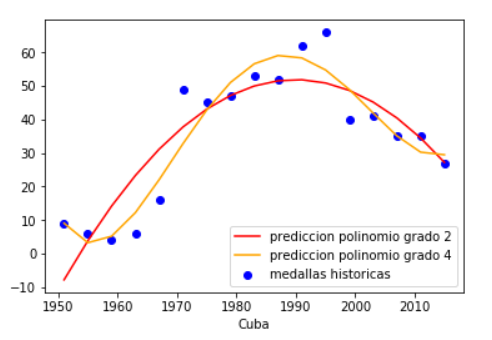 60
50
40
30
20
10
0
−10
1950 1960 1970 1980 1990 2000 2010
Cuba
prediccion polinomio grado 2
prediccion polinomio grado 4
medallas historicas